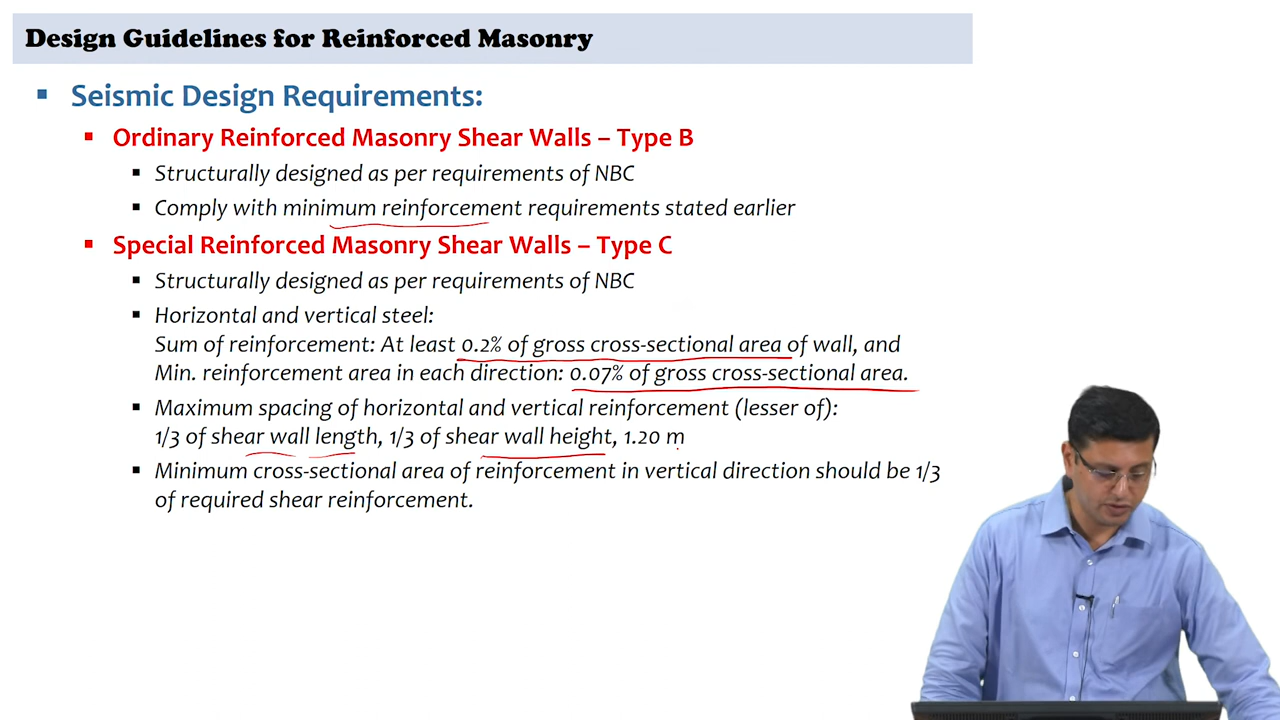 Design Guidelines for Reinforced Masonry
Seismic Design Requirements:
Ordinary Reinforced Masonry Shear Walls – Type B
Structurally designed as per requirements of NBC
Comply with minimum reinforcement requirements stated earlier
Special Reinforced Masonry Shear Walls – Type C
Structurally designed as per requirements of NBC
Horizontal and vertical steel:
Sum of reinforcement: At least 0.2% of gross cross-sectional area of wall, and
Min. reinforcement area in each direction: 0.07% of gross cross-sectional area.
Maximum spacing of horizontal and vertical reinforcement (lesser of):
1/3 of shear wall length, 1/3 of shear wall height, 1.20 m
Minimum cross-sectional area of reinforcement in vertical direction should be 1/3
of required shear reinforcement.